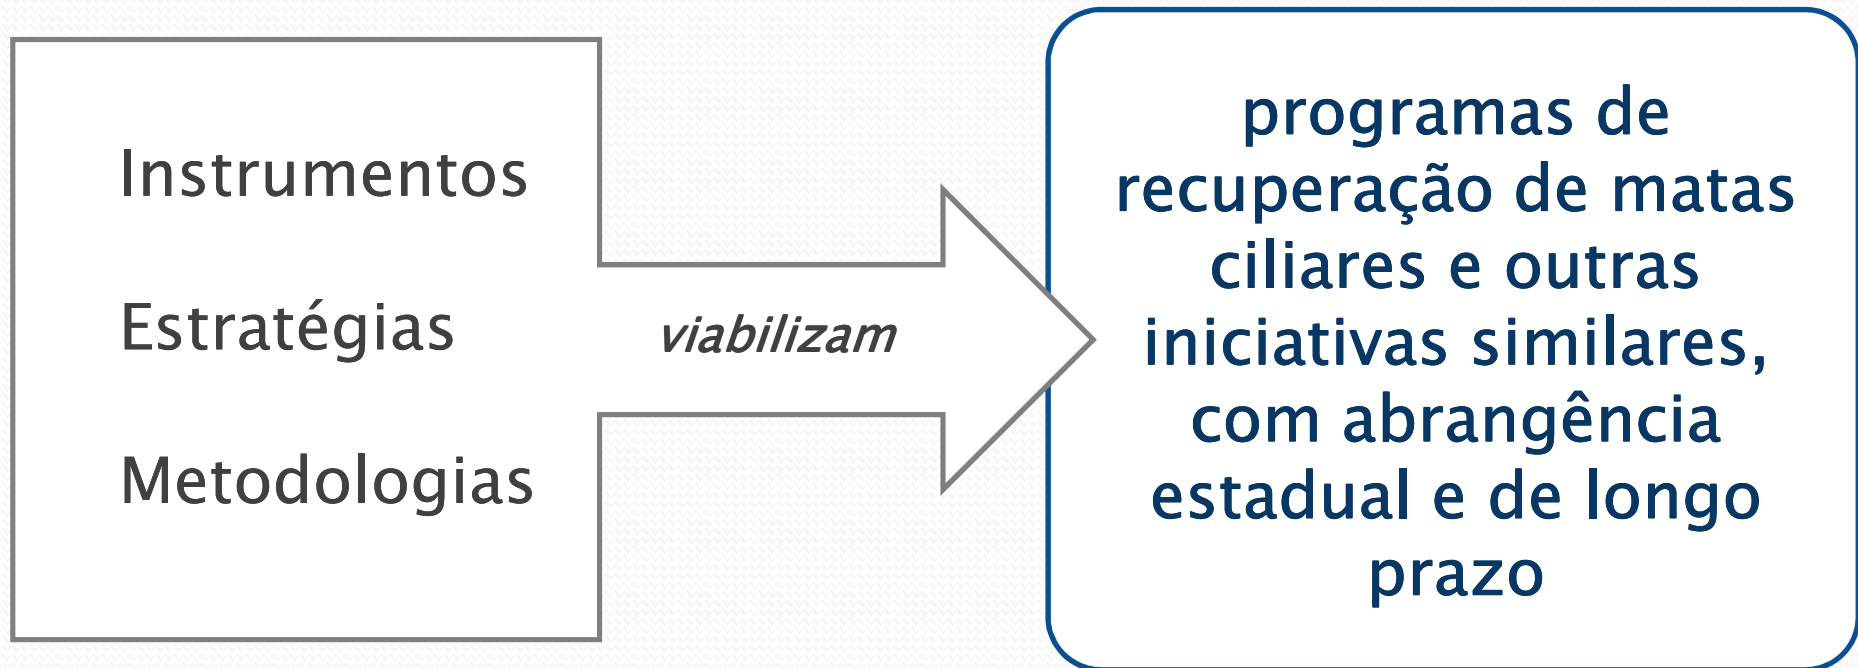 Instrumentos
Estratégias
Metodologias
viabilizam
programas de
recuperação de matas
ciliares e outras
iniciativas similares,
com abrangência
estadual e de longo
prazo